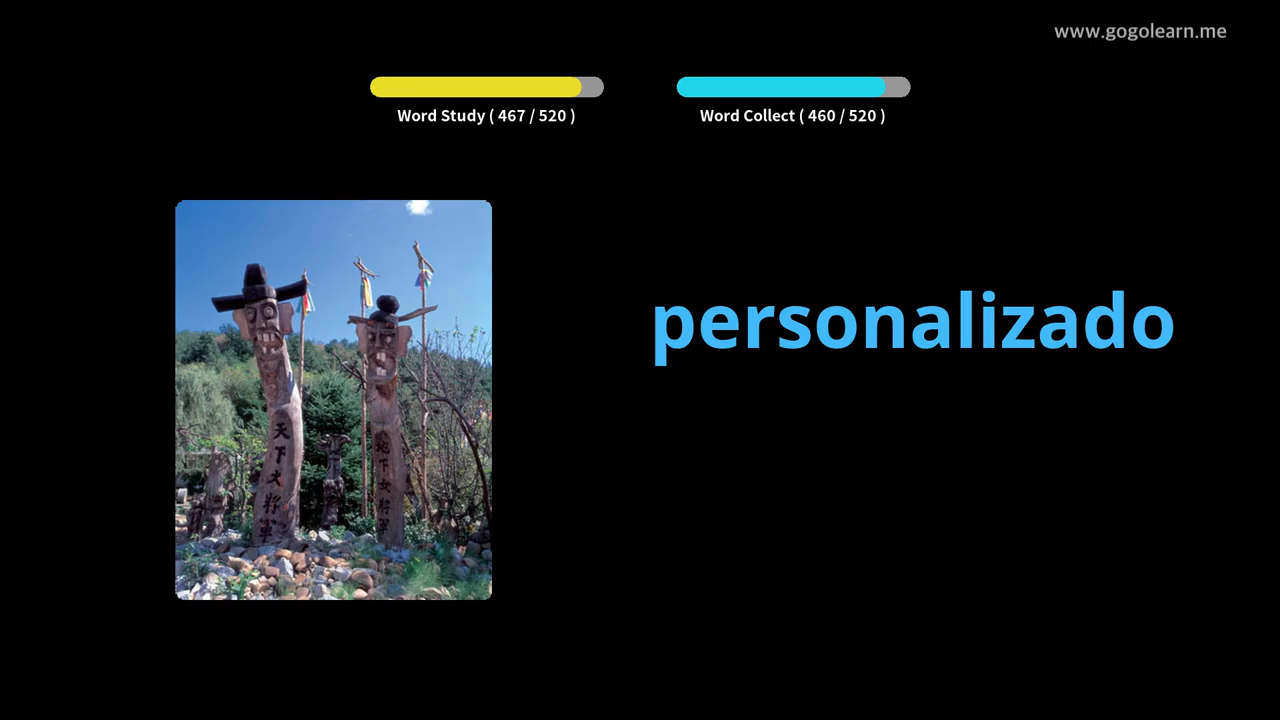 www.gogolearn.me
Word Study ( 467 / 520 )
Word Collect ( 460 / 520 )
personalizado
天下大將軍
地下女將軍